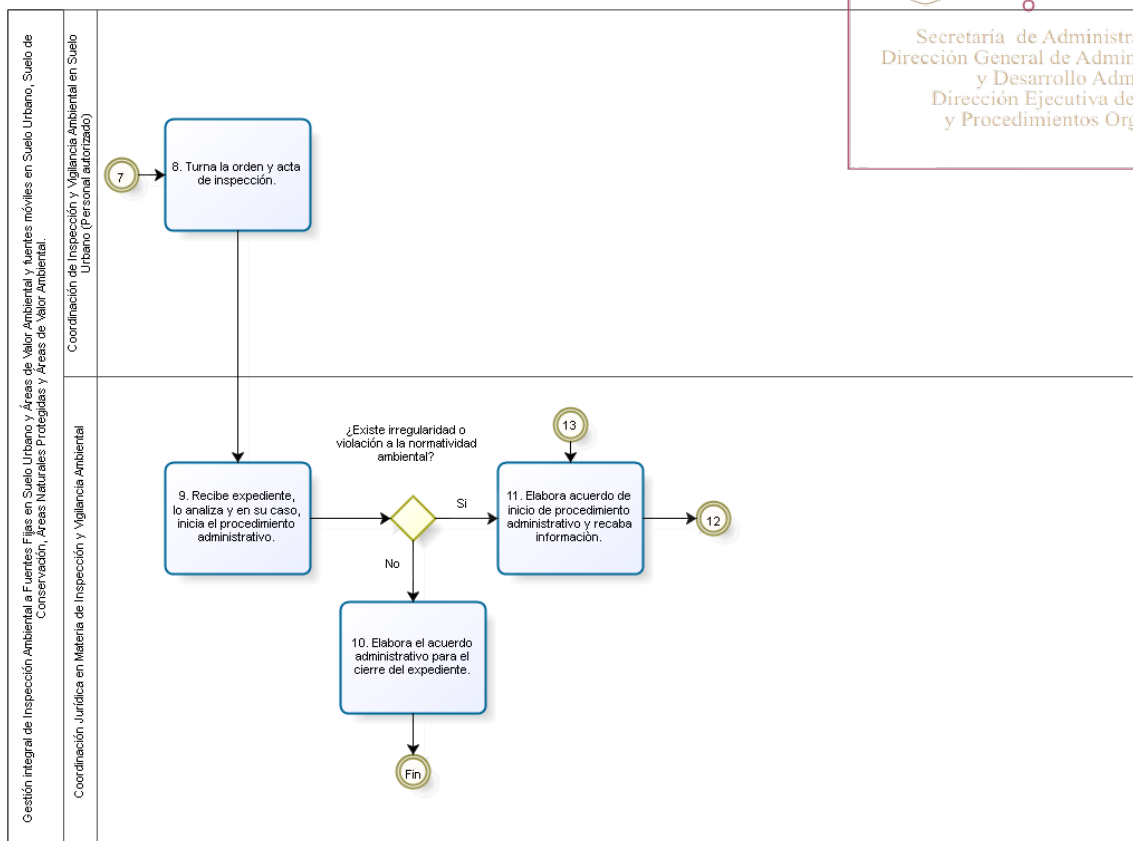 Secretaría de Administra
Dirección General de Admin
y Desarrollo Adm
Dirección Ejecutiva de
y Procedimientos Org
Gestión integral de Inspección Ambiental a Fuentes Fijas en Suelo Urbano y Áreas de Valor Ambiental y fuentes móviles en Suelo Urbano, Suelo de
Conservación, Áreas Naturales Protegidas y Áreas de Valor Ambiental.
Coordinación de Inspección y Vigilancia Ambiental en Suelo
Urbano (Personal autorizado)
7
8. Turna la orden y acta
de inspección.
Coordinación Jurídica en Materia de Inspección y Vigilancia Ambiental
9. Recibe expediente,
lo analiza y en su caso,
inicia el procedimiento
administrativo.
¿Existe irregularidad o
violación a la normatividad
ambiental?
Si
No
13
11. Elabora acuerdo de
inicio de procedimiento
administrativo y recaba
informaciòn.
12
10. Elabora el acuerdo
administrativo para el
cierre del expediente.
Fin